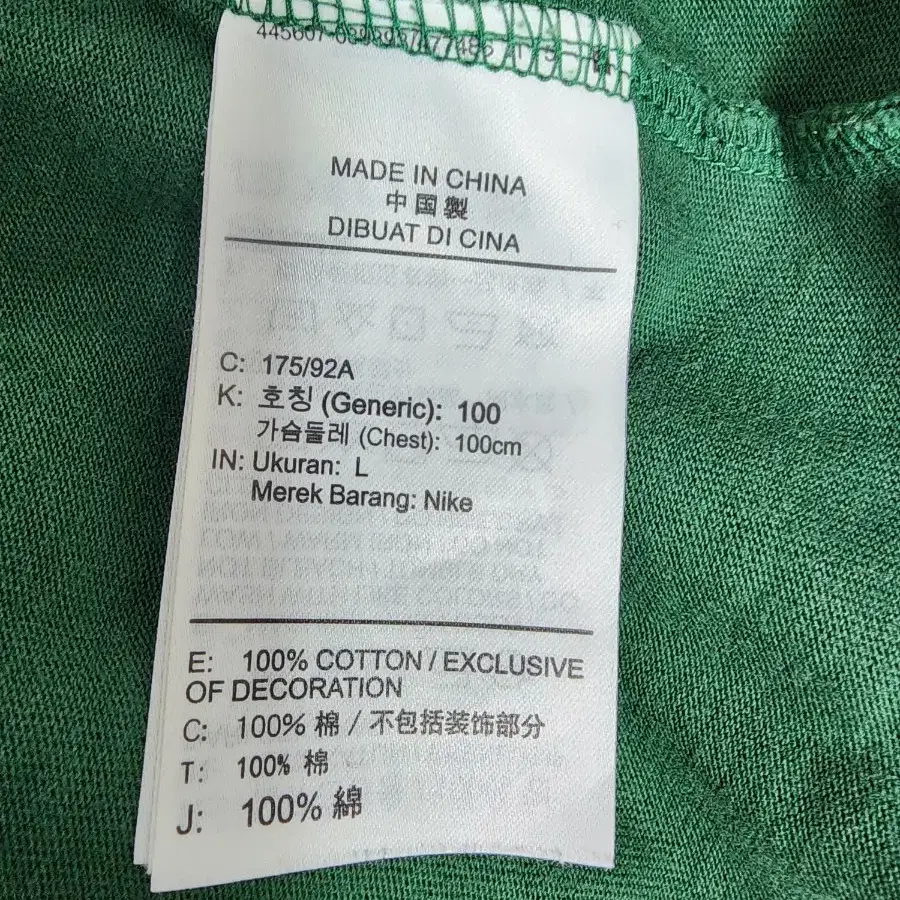 MADE IN CHINA
中国製
DIBUAT DI CINA
C: 175/92A
K: 호칭 (Generic): 100
가슴둘레 (Chest): 100cm
IN: Ukuran: L
Merek Barang: Nike
E: 100% COTTON / EXCLUSIVE
OF DECORATION
C: 100% 棉 / 不包括装饰部分
T: 100% 棉
J: 100% 綿